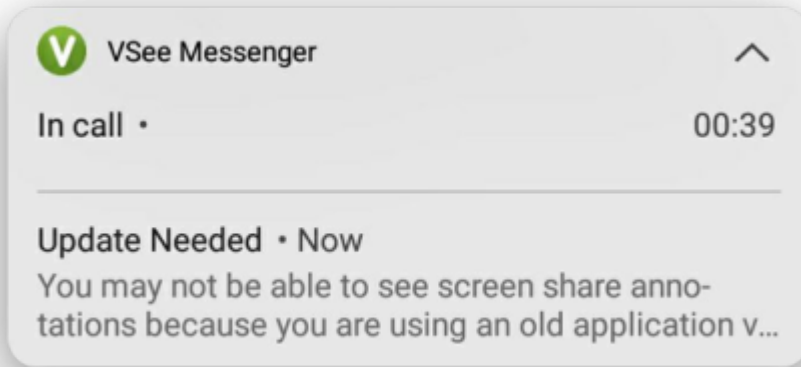 V VSee Messenger
In call • 00:39
Update Needed • Now
You may not be able to see screen share anno-
tations because you are using an old application v...